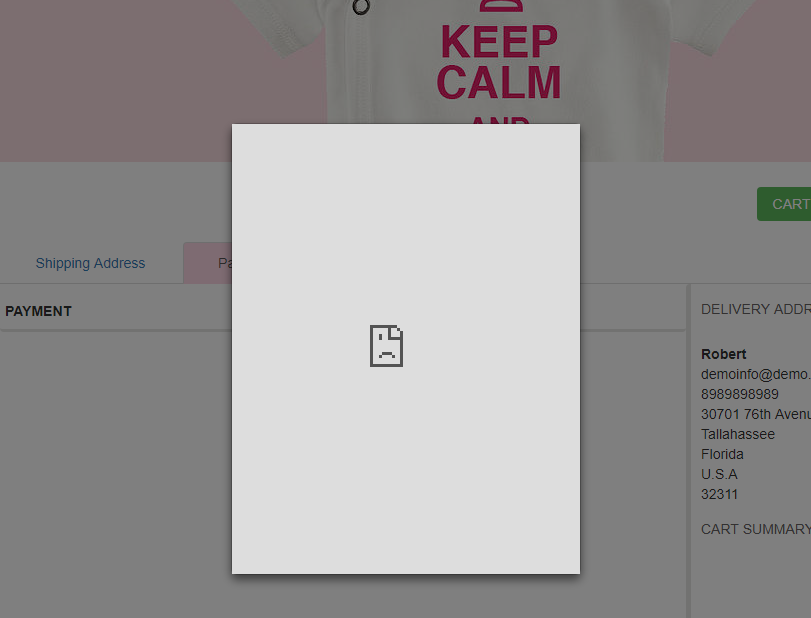 KEEP
CALM
AND
CART
Shipping Address
PAYMENT
DELIVERY ADDR
Robert
demoinfo@demo.
8989898989
30701 76th Avenu
Tallahassee
Florida
U.S.A
32311
CART SUMMARY